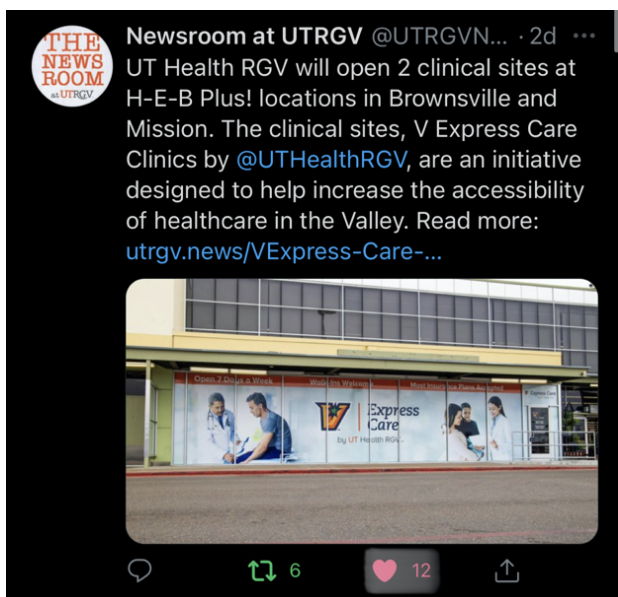 THE
NEWS
ROOM
at UTRGV
Newsroom at UTRGV @UTRGVN... · 2d
UT Health RGV will open 2 clinical sites at
H-E-B Plus! locations in Brownsville and
Mission. The clinical sites, V Express Care
Clinics by @UTHealthRGV, are an initiative
designed to help increase the accessibility
of healthcare in the Valley. Read more:
utrgv.news/VExpress-Care-...
Open 7 Days a Week
Walk-ins Welcome
Most Insurance Plans Accepted
V Express
Care
by UT Health RGV
Express Care
6
12